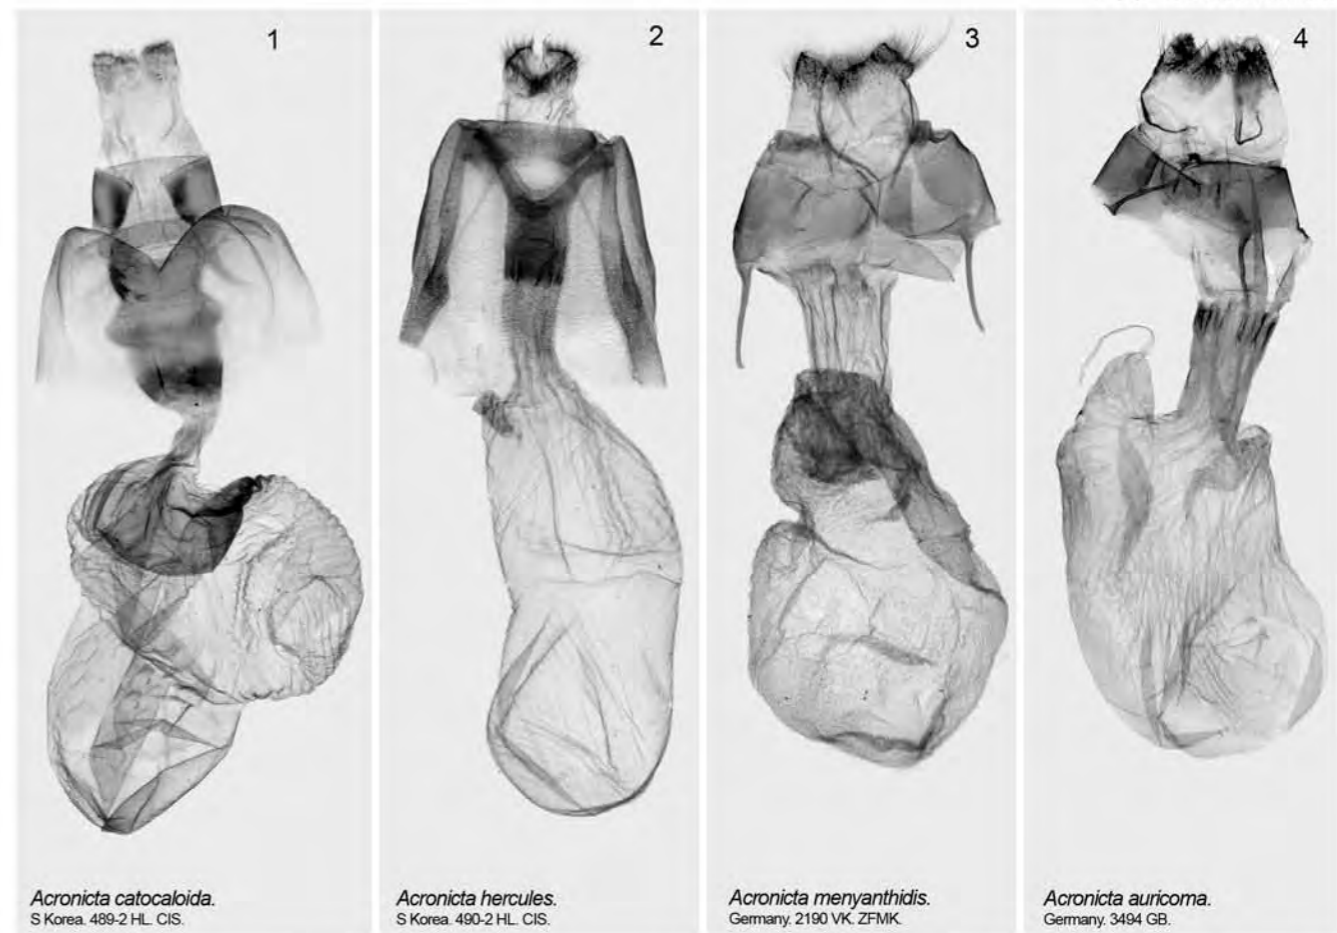 1
2
3
4
Acronicta catocaloida.
S Korea. 489-2 HL. CIS.
Acronicta hercules.
S Korea. 490-2 HL. CIS.
Acronicta menyanthidis.
Germany. 2190 VK. ZFMK.
Acronicta auricoma.
Germany. 3494 GB.